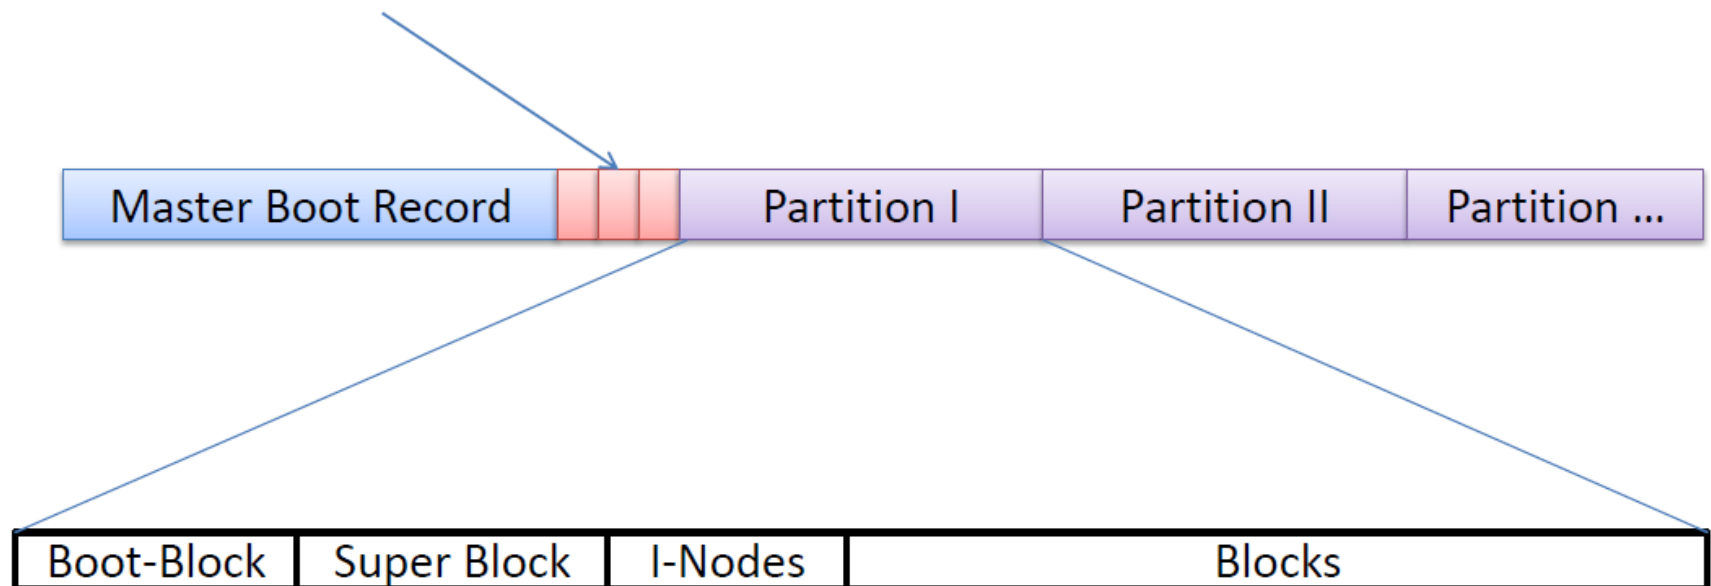 Master Boot Record Partition I Partition II Partition ...
Boot-Block Super Block I-Nodes Blocks